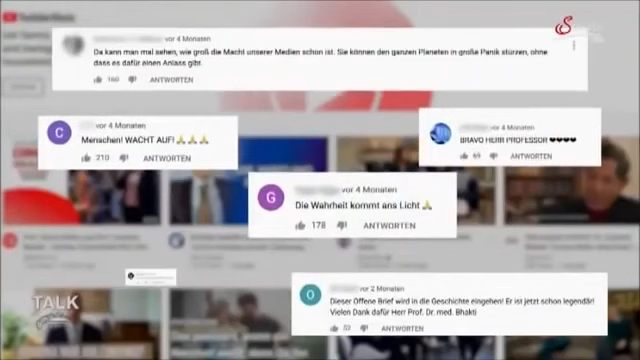 vor 4 Monaten
Da kann man mal sehen, wie groß die Macht unserer Medien schon ist. Sie können den ganzen Planeten in große Panik stürzen, ohne
dass es dafür einen Anlass gibt.
160 ANTWORTEN
C vor 4 Monaten
Menschen! WACHT AUF! 🙏🙏🙏
210 ANTWORTEN
vor 4 Monaten
BRAVO HERR PROFESSOR ❤❤❤❤
69 ANTWORTEN
G vor 4 Monaten
Die Wahrheit kommt ans Licht 🙏
178 ANTWORTEN
O vor 2 Monaten
Dieser Offene Brief wird in die Geschichte eingehen! Er ist jetzt schon legendär!
Vielen Dank dafür Herr Prof. Dr. med. Bhakti
ANTWORTEN
TALK